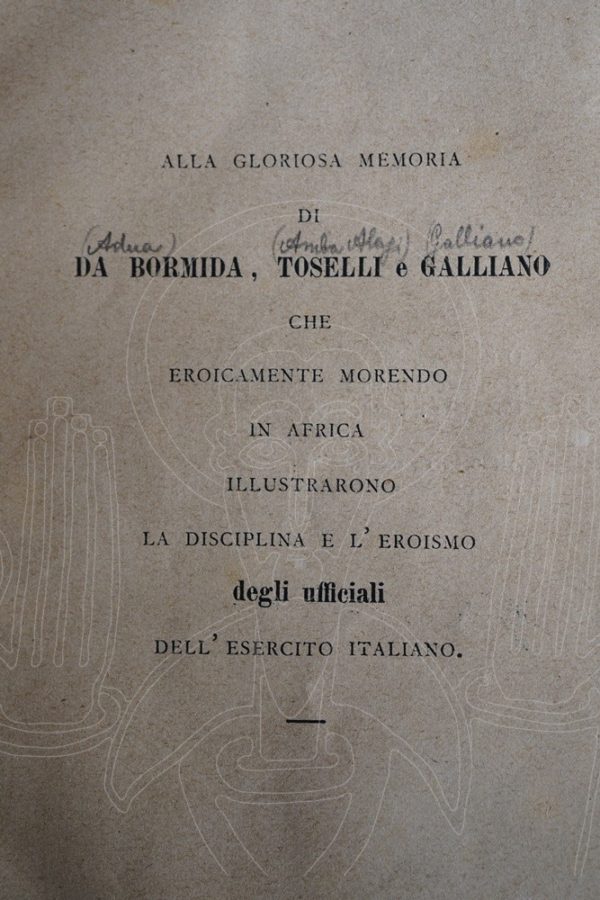 ALLA GLORIOSA MEMORIA
DI
(Adua) (Amba Alagi) (Galliano)
DA BORMIDA, TOSELLI e GALLIANO
CHE
EROICAMENTE MORENDO
IN AFRICA
ILLUSTRARONO
LA DISCIPLINA E L' EROISMO
degli ufficiali
DELL' ESERCITO ITALIANO.